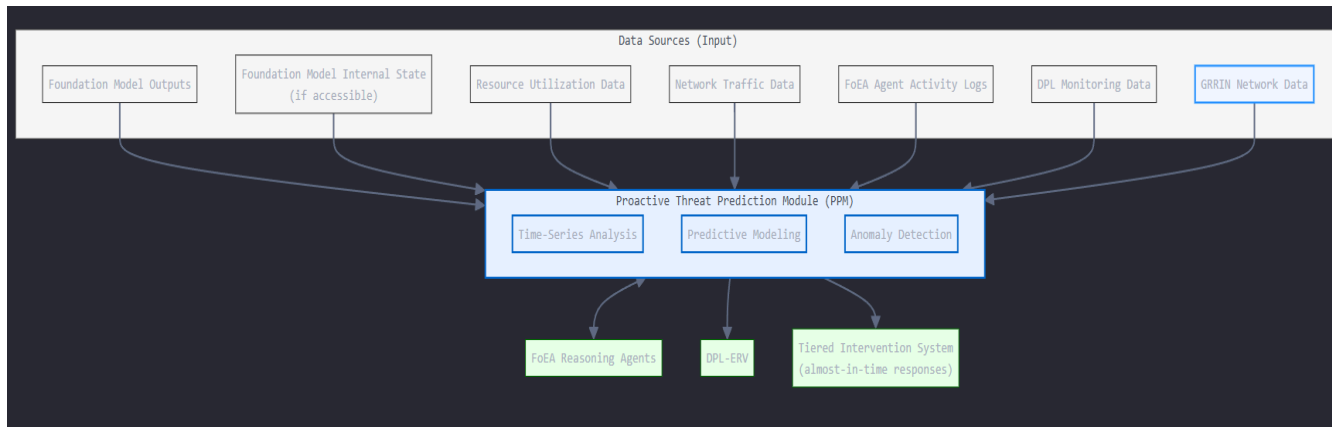 Data Sources (Input)
Foundation Model Outputs
Foundation Model Internal State
(if accessible)
Resource Utilization Data
Network Traffic Data
FoEA Agent Activity Logs
DPL Monitoring Data
GRRIN Network Data
Proactive Threat Prediction Module (PPM)
Time-Series Analysis
Predictive Modeling
Anomaly Detection
FoEA Reasoning Agents
DPL-ERV
Tiered Intervention System
(almost-in-time responses)